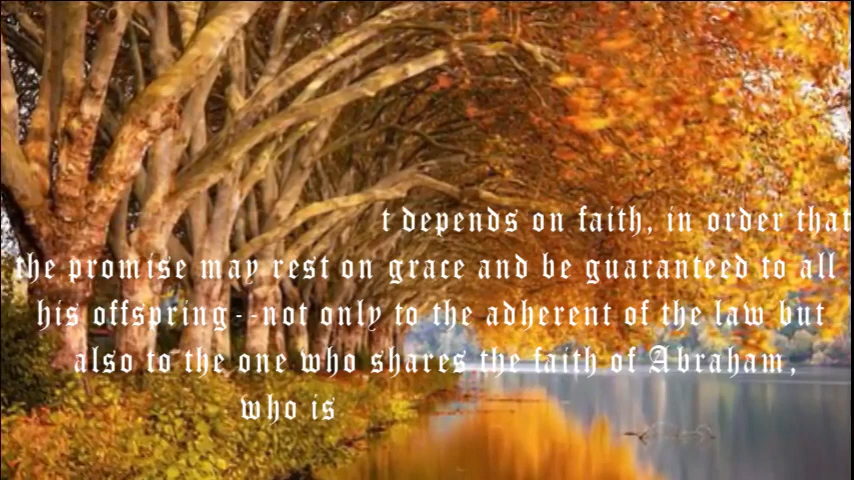 t depends on faith, in order that
the promise may rest on grace and be guaranteed to all
his offspring--not only to the adherent of the law but
also to the one who shares the faith of Abraham,
who is